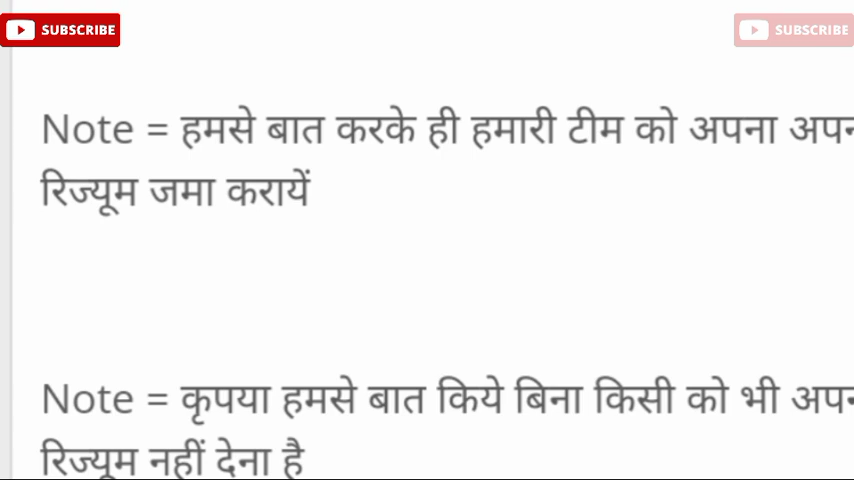 SUBSCRIBE SUBSCRIBE
Note = हमसे बात करके ही हमारी टीम को अपना
रिज्यूम जमा करायें
Note = कृपया हमसे बात किये बिना किसी को भी
रिज्यूम नहीं देना है